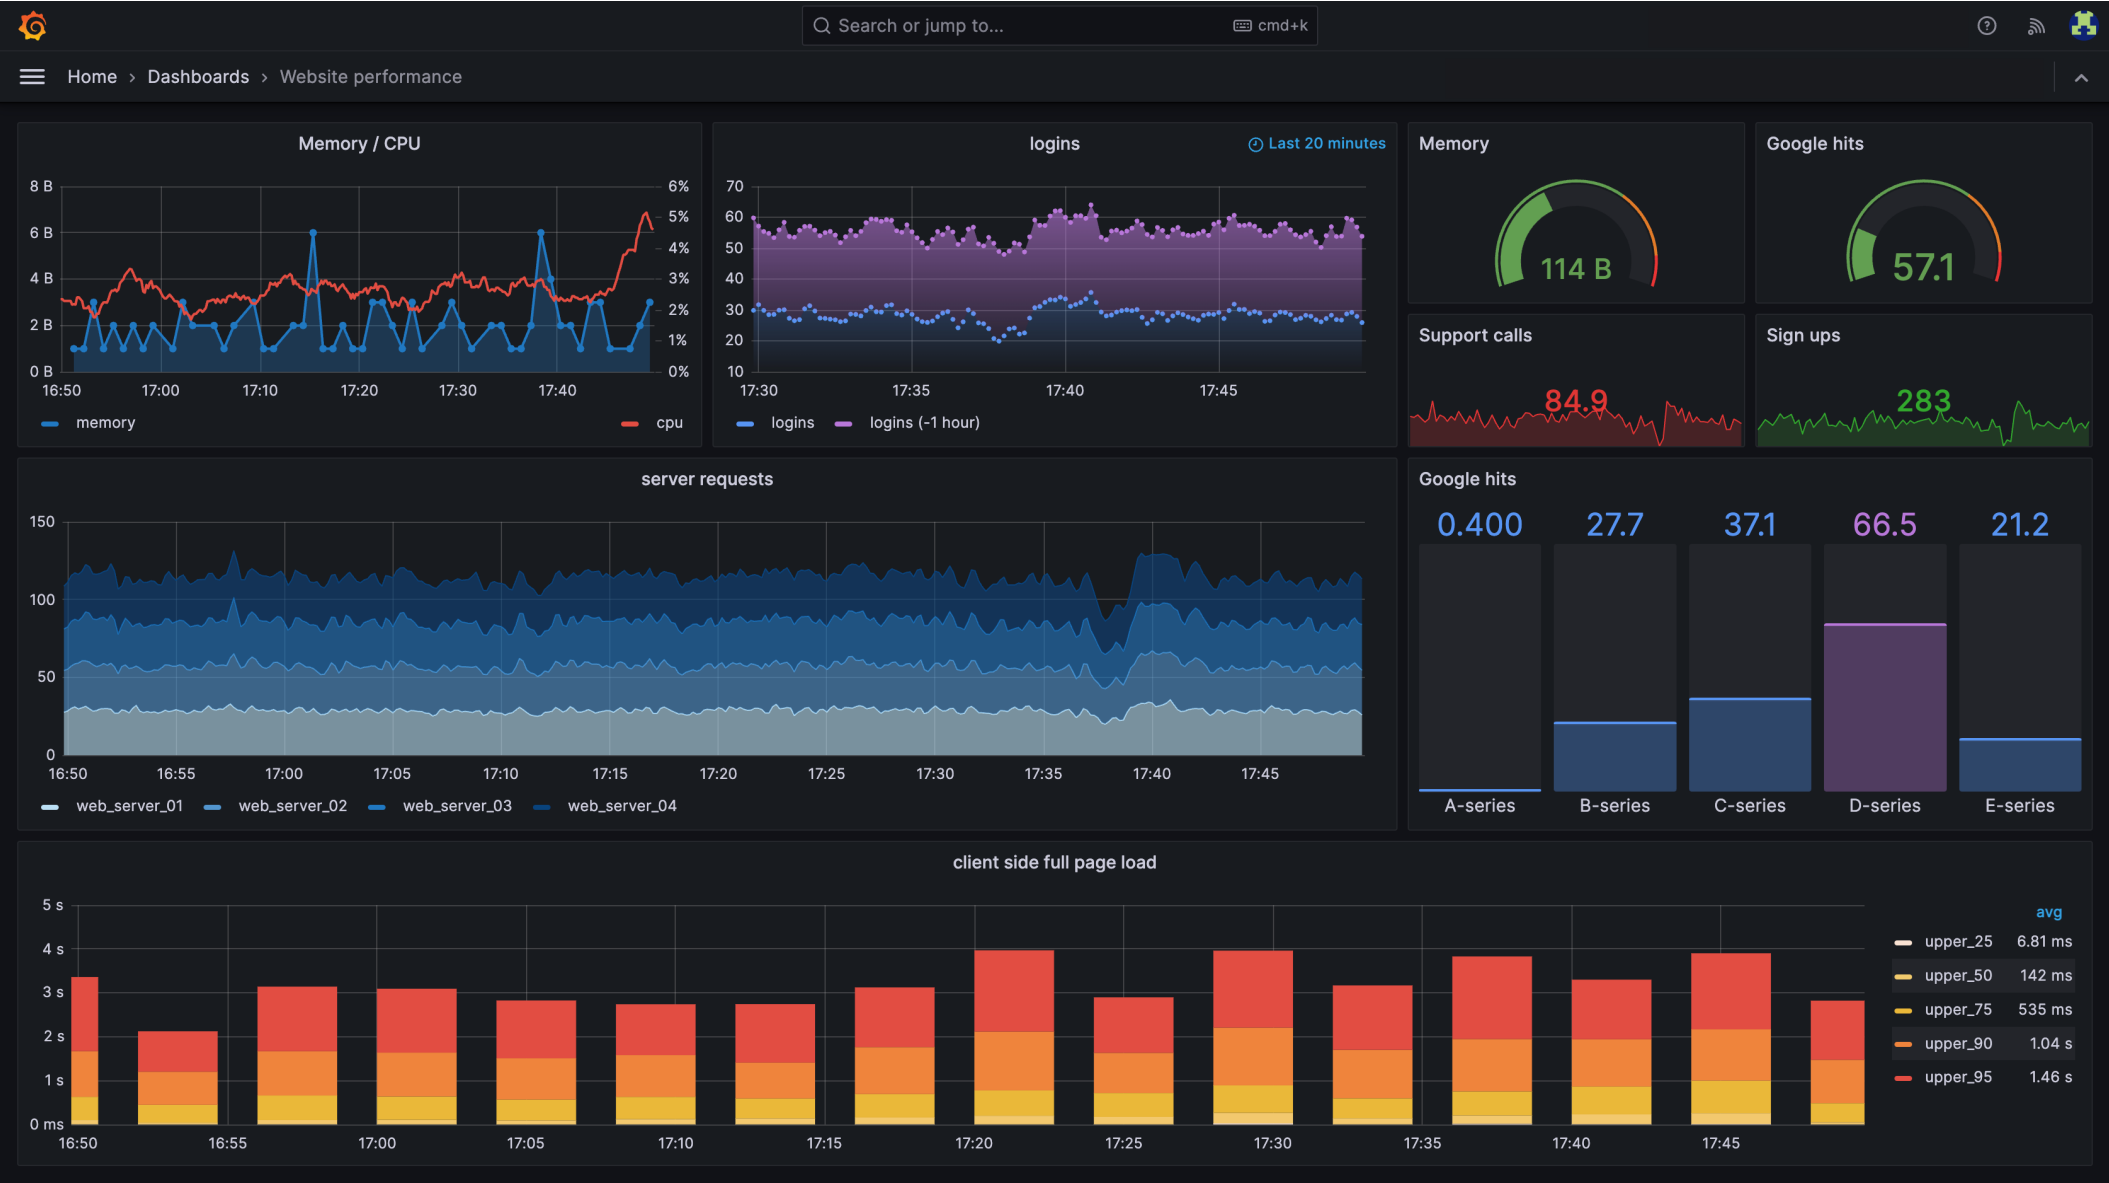 Search or jump to... cmd+k
Home › Dashboards › Website performance
Memory / CPU
8 B
6 B
4 B
2 B
0 B
6%
5%
4%
3%
2%
1%
0%
16:50 17:00 17:10 17:20 17:30 17:40
memory cpu
logins
Last 20 minutes
70
60
50
40
30
20
10
17:30 17:35 17:40 17:45
logins logins (-1 hour)
Memory
114 B
Google hits
57.1
Support calls
84.9
Sign ups
283
server requests
150
100
50
0
16:50 16:55 17:00 17:05 17:10 17:15 17:20 17:25 17:30 17:35 17:40 17:45
web_server_01 web_server_02 web_server_03 web_server_04
Google hits
0.400 27.7 37.1 66.5 21.2
A-series B-series C-series D-series E-series
client side full page load
5 s
4 s
3 s
2 s
1 s
0 ms
16:50 16:55 17:00 17:05 17:10 17:15 17:20 17:25 17:30 17:35 17:40 17:45
avg
upper_25 6.81 ms
upper_50 142 ms
upper_75 535 ms
upper_90 1.04 s
upper_95 1.46 s